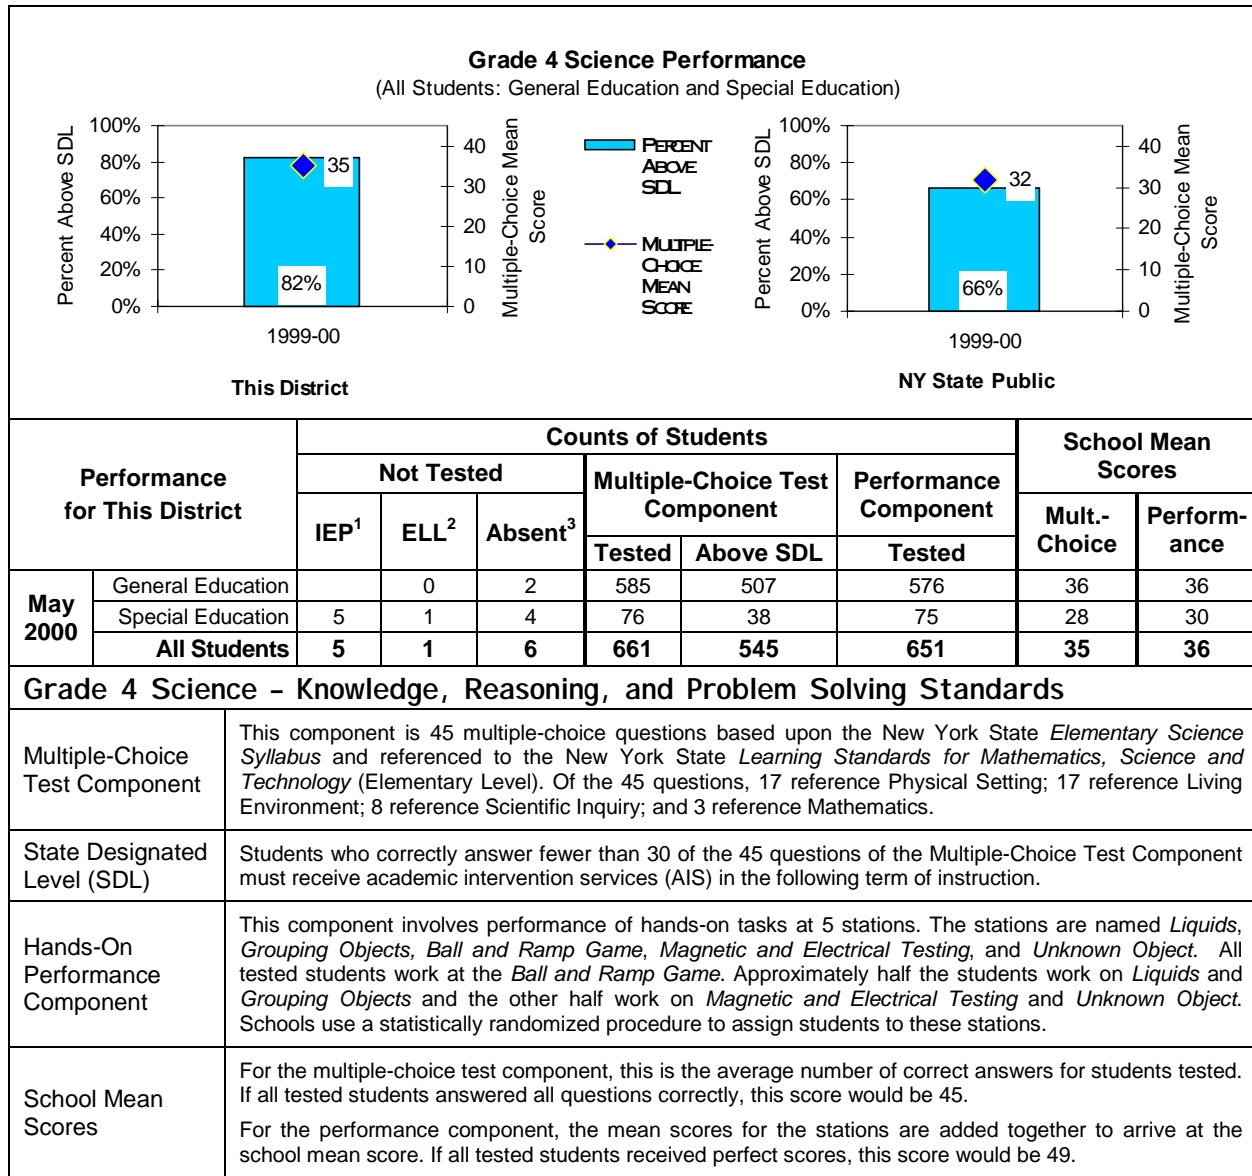 Grade 4 Science Performance
(All Students: General Education and Special Education)
Percent Above SDL
100%
80%
60%
40%
20%
0%
35
82%
40
30
20
10
0
Multiple-Choice Mean
Score
1999-00
This District
PERCENT
ABOVE
SDL
MULTIPLE-
CHOICE
MEAN
SCORE
Percent Above SDL
100%
80%
60%
40%
20%
0%
32
66%
40
30
20
10
0
Multiple-Choice Mean
Score
1999-00
NY State Public
Performance
for This District
Counts of Students
School Mean
Scores
Not Tested
Multiple-Choice Test
Component
Performance
Component
IEP1 ELL2 Absent3
Tested Above SDL Tested
Mult.-
Choice
Perform-
ance
May
2000
General Education 0 2 585 507 576 36 36
Special Education 5 1 4 76 38 75 28 30
All Students 5 1 6 661 545 651 35 36
Grade 4 Science – Knowledge, Reasoning, and Problem Solving Standards
Multiple-Choice
Test Component
This component is 45 multiple-choice questions based upon the New York State Elementary Science
Syllabus and referenced to the New York State Learning Standards for Mathematics, Science and
Technology (Elementary Level). Of the 45 questions, 17 reference Physical Setting; 17 reference Living
Environment; 8 reference Scientific Inquiry; and 3 reference Mathematics.
State Designated
Level (SDL)
Students who correctly answer fewer than 30 of the 45 questions of the Multiple-Choice Test Component
must receive academic intervention services (AIS) in the following term of instruction.
Hands-On
Performance
Component
This component involves performance of hands-on tasks at 5 stations. The stations are named Liquids,
Grouping Objects, Ball and Ramp Game, Magnetic and Electrical Testing, and Unknown Object. All
tested students work at the Ball and Ramp Game. Approximately half the students work on Liquids and
Grouping Objects and the other half work on Magnetic and Electrical Testing and Unknown Object.
Schools use a statistically randomized procedure to assign students to these stations.
School Mean
Scores
For the multiple-choice test component, this is the average number of correct answers for students tested.
If all tested students answered all questions correctly, this score would be 45.
For the performance component, the mean scores for the stations are added together to arrive at the
school mean score. If all tested students received perfect scores, this score would be 49.